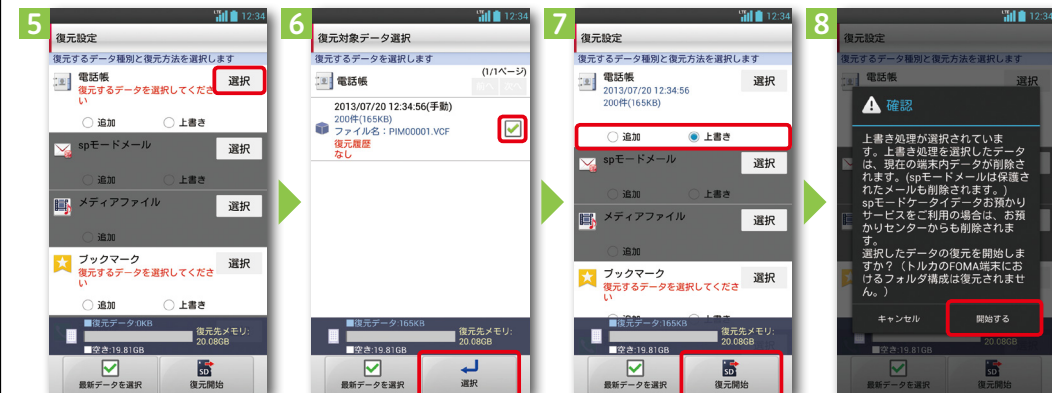 5
12:34
復元設定
復元するデータ種別と復元方法を選択します
電話帳
復元するデータを選択してくださ
い
選択
追加
上書き
spモードメール
選択
追加
上書き
メディアファイル
選択
追加
ブックマーク
復元するデータを選択してくださ
い
選択
追加
上書き
■復元データ:0KB
復元先メモリ:
20.08GB
■空き:19.81GB
最新データを選択
復元開始
6
12:34
復元対象データ選択
復元するデータを選択します
電話帳
(1/1ページ)
2013/07/20 12:34:56(手動)
200件(165KB)
ファイル名：PIM00001.VCF
復元履歴
なし
■復元データ:165KB
復元先メモリ:
20.08GB
■空き:19.81GB
最新データを選択
選択
7
12:34
復元設定
復元するデータ種別と復元方法を選択します
電話帳
2013/07/20 12:34:56
200件(165KB)
選択
追加
上書き
spモードメール
選択
追加
上書き
メディアファイル
選択
追加
ブックマーク
復元するデータを選択してくださ
い
選択
■復元データ:165KB
復元先メモリ:
20.08GB
■空き:19.81GB
最新データを選択
復元開始
8
12:34
復元設定
復元するデータ種別と復元方法を選択します
電話帳
選択
確認
上書き処理が選択されていま
す。上書き処理を選択したデータ
は、現在の端末内データが削除さ
れます。(spモードメールは保護さ
れたメールも削除されます。)
spモードケータイデータお預かり
サービスをご利用の場合は、お預
かりセンターからも削除されま
す。
選択したデータの復元を開始しま
すか？（トルカのFOMA端末にお
けるフォルダ構成は復元されませ
ん。）
キャンセル
開始する
20.08GB
■空き:19.81GB
最新データを選択
復元開始